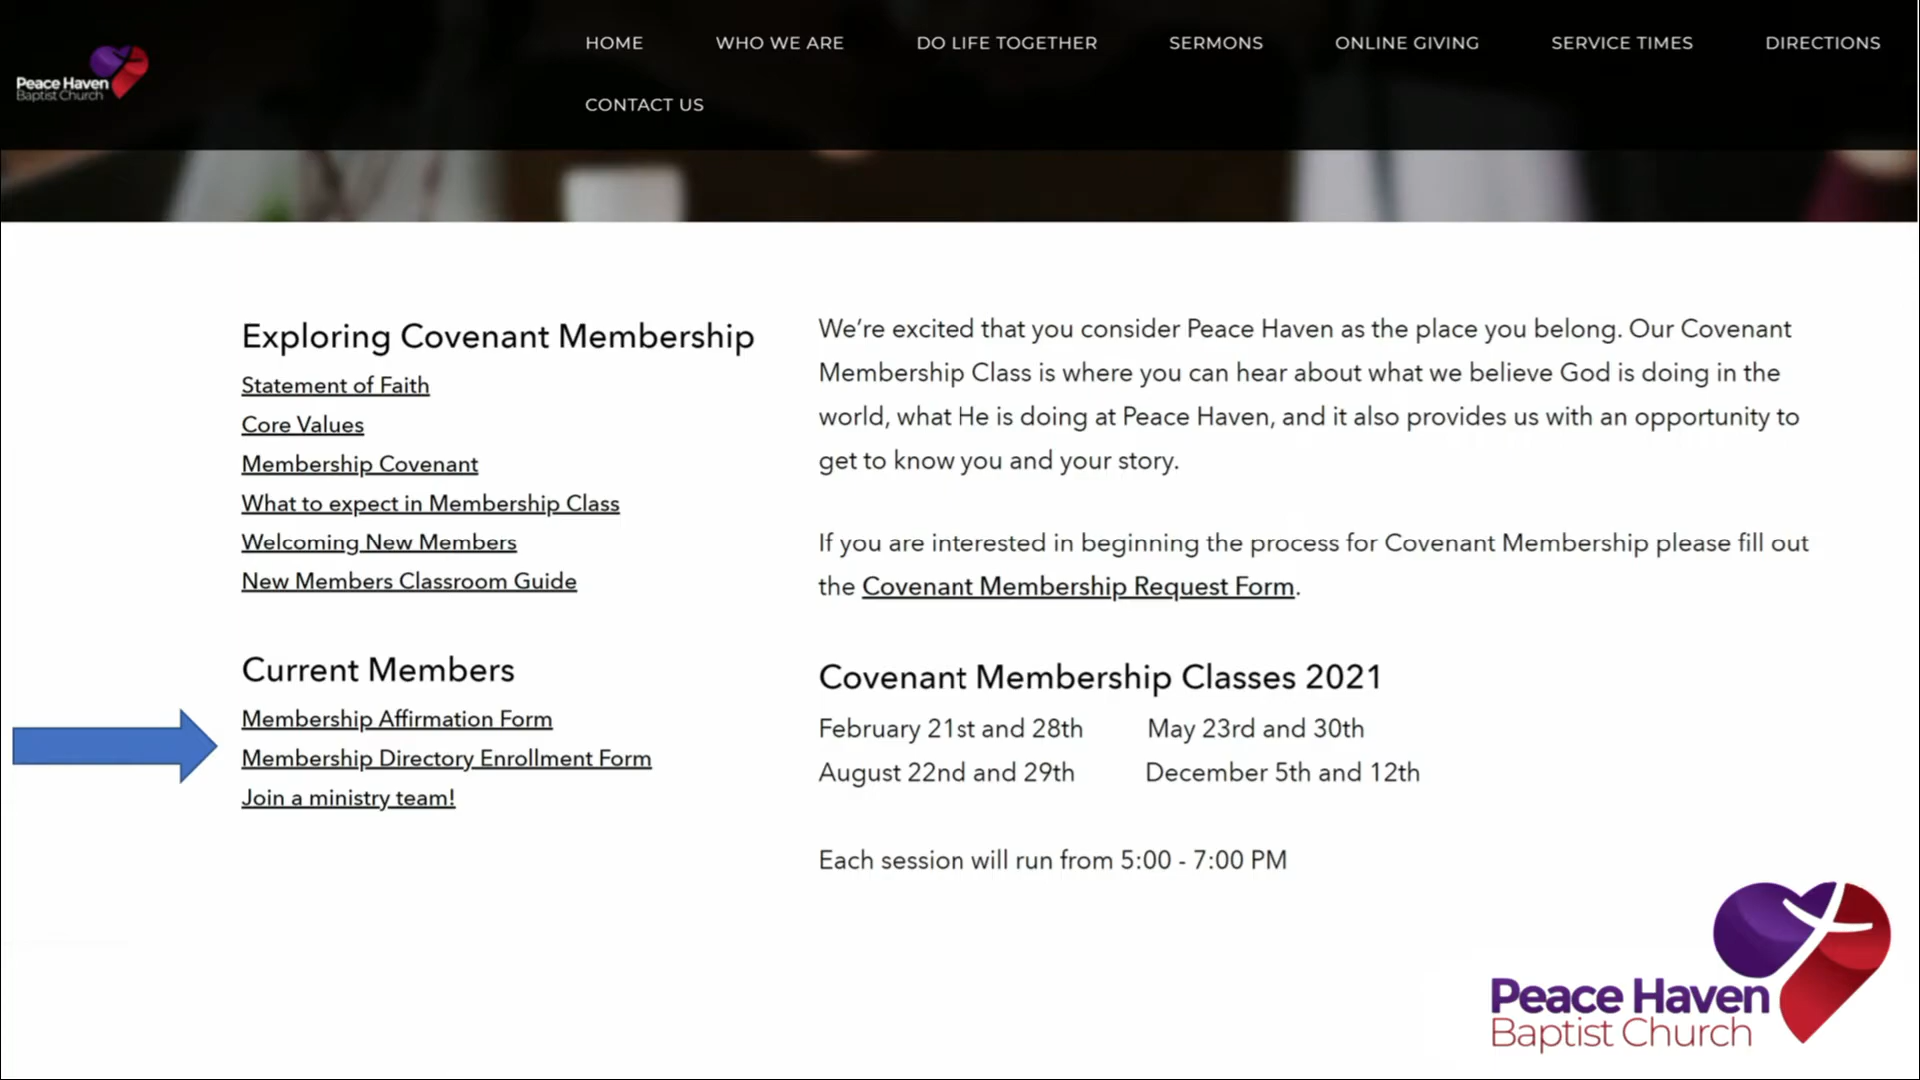 HOME WHO WE ARE DO LIFE TOGETHER SERMONS ONLINE GIVING SERVICE TIMES DIRECTIONS
Peace Haven
Baptist Church
CONTACT US
Exploring Covenant Membership
Statement of Faith
Core Values
Membership Covenant
What to expect in Membership Class
Welcoming New Members
New Members Classroom Guide
Current Members
Membership Affirmation Form
Membership Directory Enrollment Form
Join a ministry team!
We’re excited that you consider Peace Haven as the place you belong. Our Covenant
Membership Class is where you can hear about what we believe God is doing in the
world, what He is doing at Peace Haven, and it also provides us with an opportunity to
get to know you and your story.
If you are interested in beginning the process for Covenant Membership please fill out
the Covenant Membership Request Form.
Covenant Membership Classes 2021
February 21st and 28th May 23rd and 30th
August 22nd and 29th December 5th and 12th
Each session will run from 5:00 - 7:00 PM
Peace Haven
Baptist Church